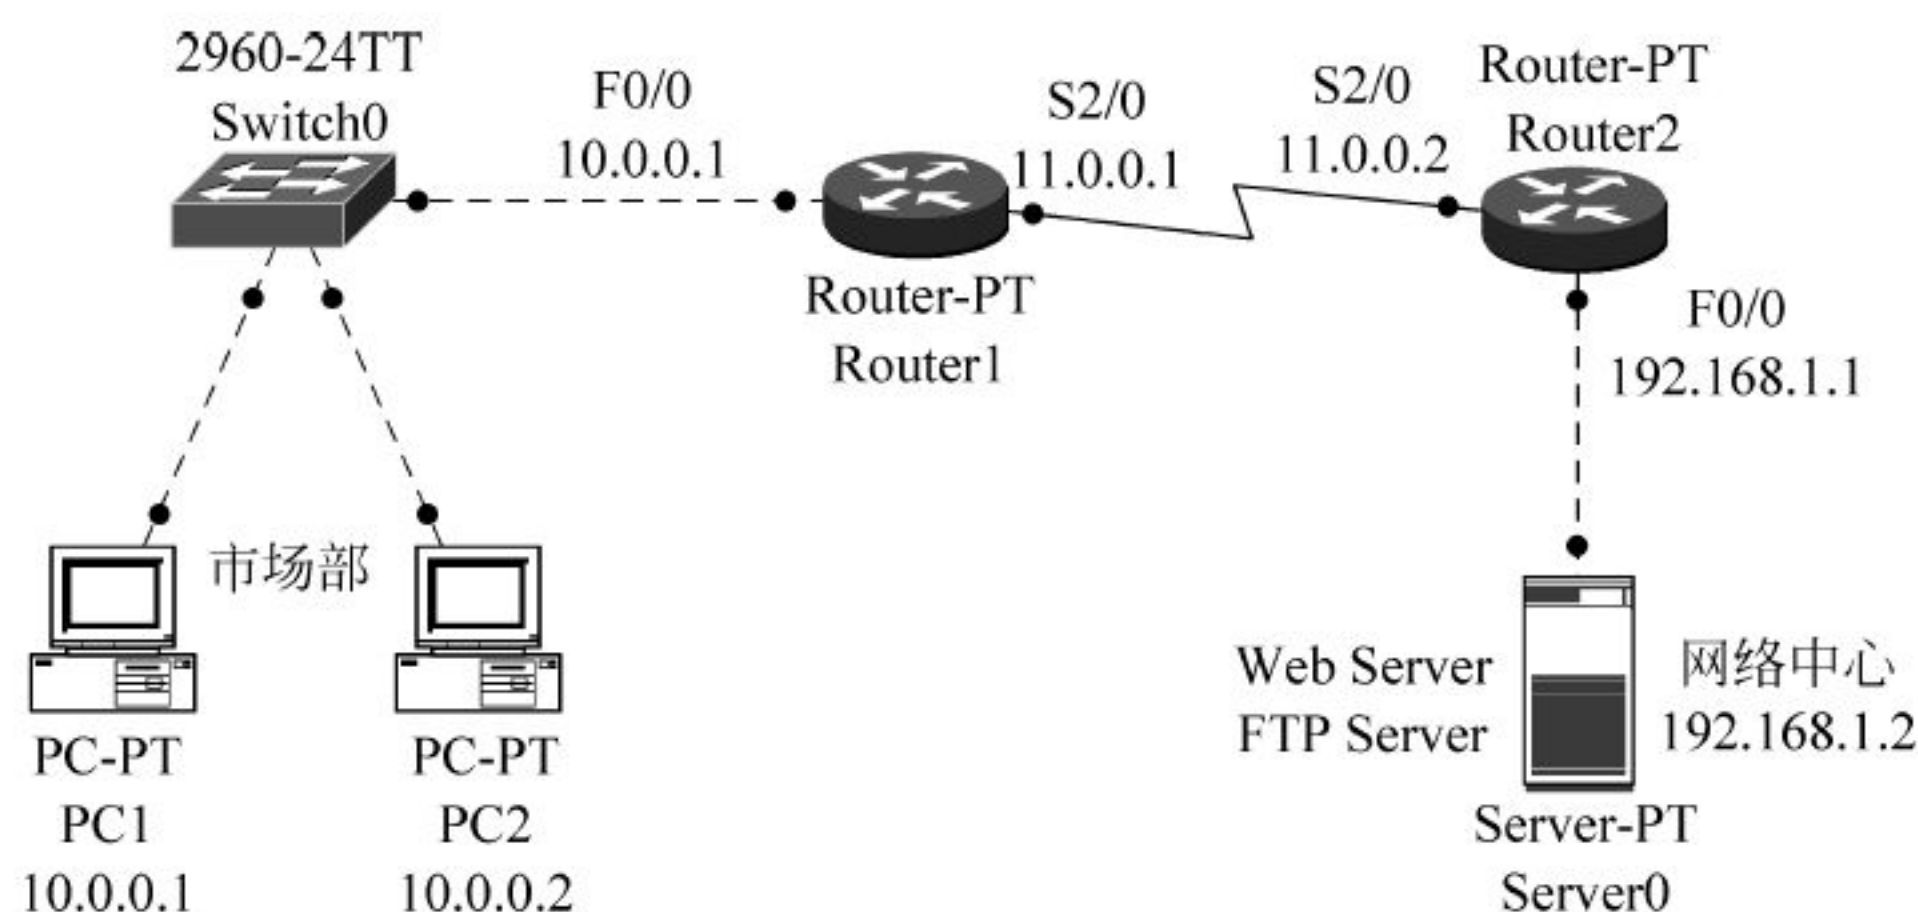 2960-24TT
Switch0
F0/0
10.0.0.1
S2/0
11.0.0.1
S2/0
11.0.0.2
Router-PT
Router2
Router-PT
Router1
F0/0
192.168.1.1
市场部
PC-PT
PC1
10.0.0.1
PC-PT
PC2
10.0.0.2
Web Server
FTP Server
网络中心
192.168.1.2
Server-PT
Server0